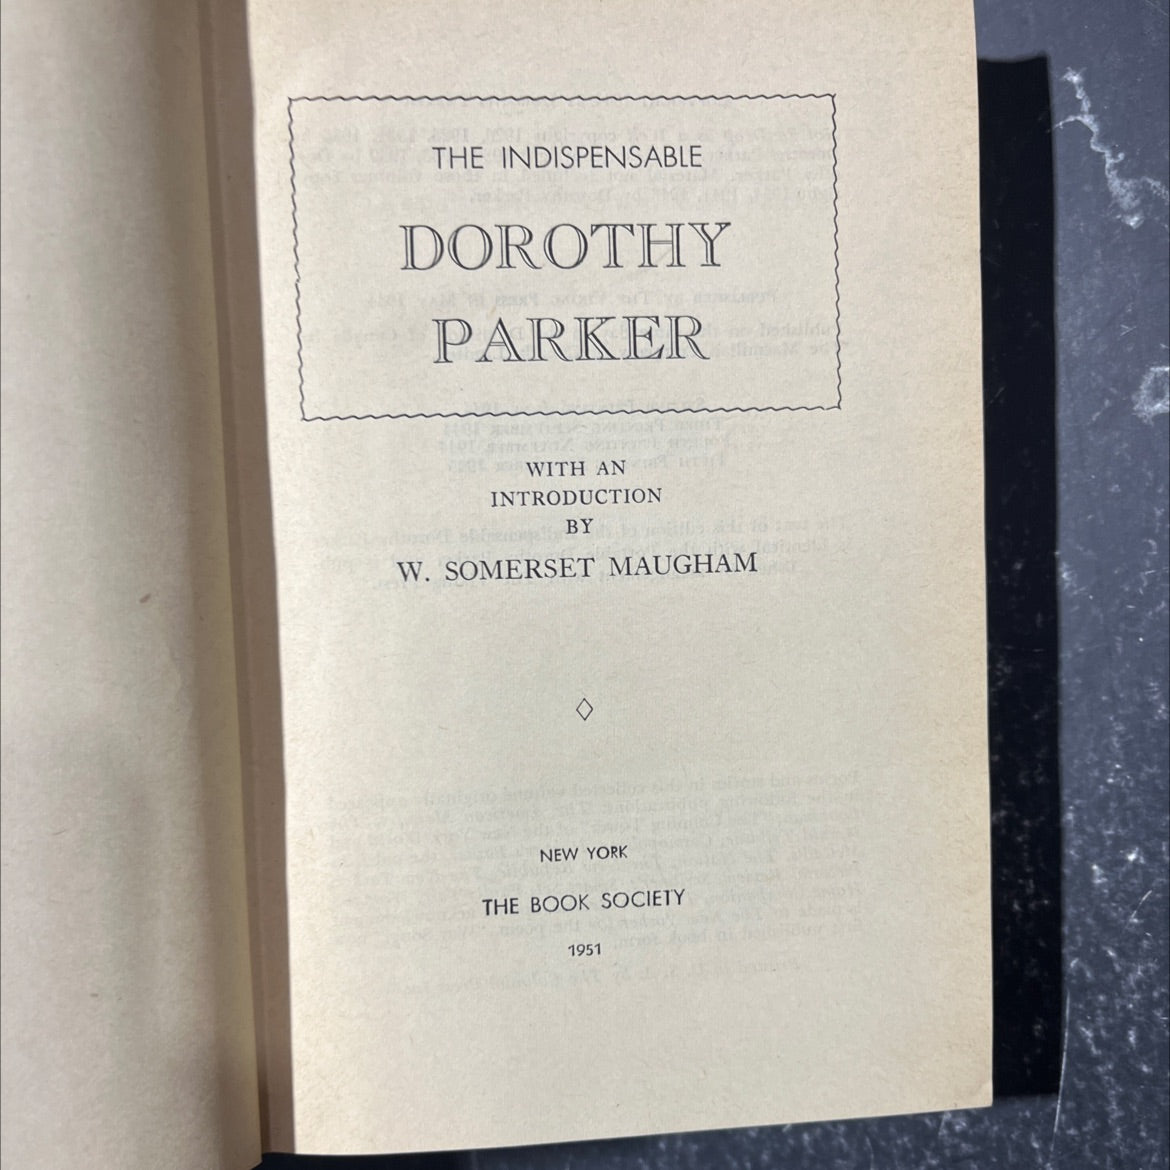 THE INDISPENSABLE
DOROTHY
PARKER
WITH AN
INTRODUCTION
BY
W. SOMERSET MAUGHAM
NEW YORK
THE BOOK SOCIETY
1951